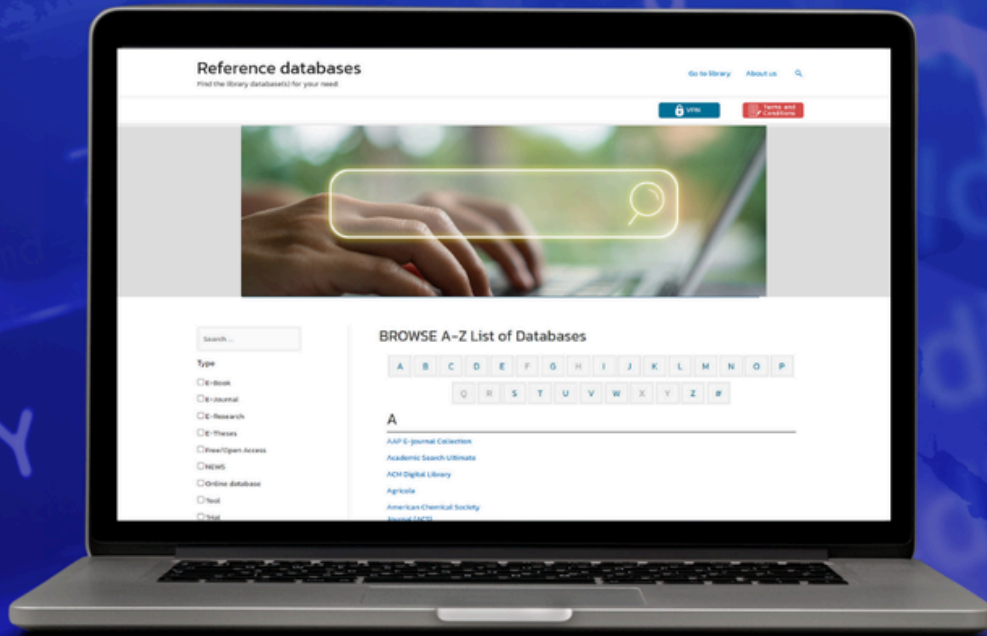 Reference databases
Find the library database(s) for your need
Go to library
About us
VPN
Terms and
Conditions
Search ...
Type
E-Book
E-Journal
E-Research
E-Theses
Free/Open Access
NEWS
Online database
Tool
Trial
BROWSE A-Z List of Databases
A B C D E F G H I J K L M N O P
Q R S T U V W X Y Z #
A
AAP E-journal Collection
Academic Search Ultimate
ACM Digital Library
Agricola
American Chemical Society
Journal (ACS)
Y